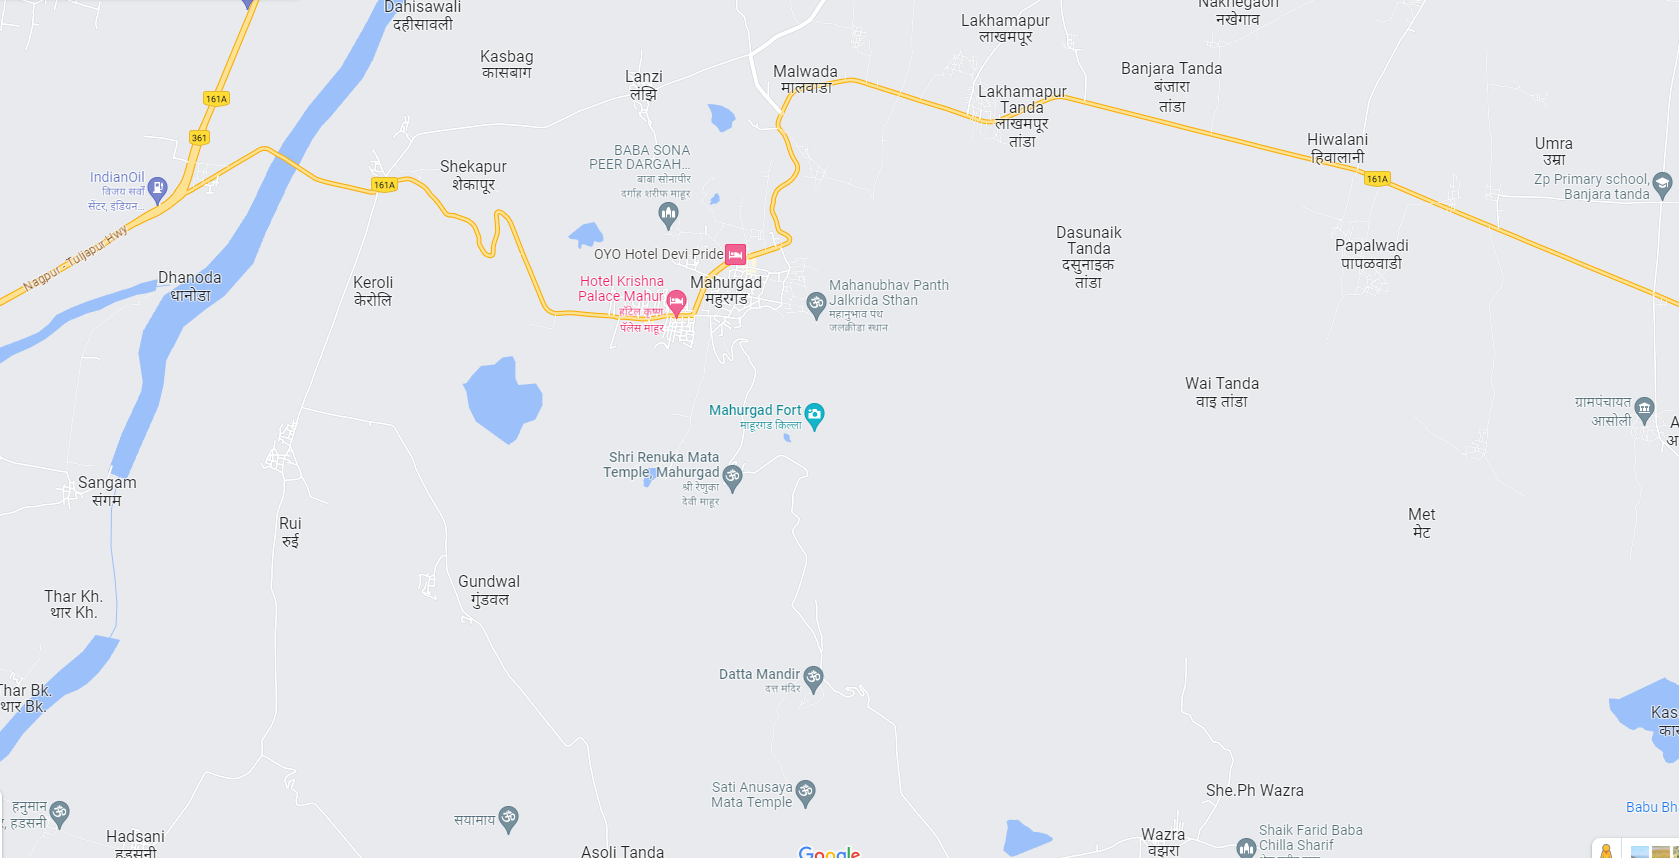 Dahisawali
दहीसावली
Nakhegaon
नखेगाव
Lakhamapur
लाखमपूर
Kasbag
कासबाग
Lanzi
लंझि
Malwada
मालवाडा
Banjara Tanda
बंजारा
तांडा
161A
Lakhamapur
Tanda
लाखमपूर
तांडा
361
Hiwalani
हिवालानी
Umra
उम्रा
BABA SONA
PEER DARGAH...
बाबा सोनापीर
दर्गाह शरीफ माहूर
Shekapur
शेकापूर
161A
161A
IndianOil
विजय सर्वो
सेंटर, इंडियन...
Zp Primary school,
Banjara tanda
Nagpur - Tuljapur Hwy
Dasunaik
Tanda
दसुनाइक
तांडा
Papalwadi
पापळवाडी
OYO Hotel Devi Pride
Dhanoda
धानोडा
Keroli
केरोलि
Hotel Krishna
Palace Mahur
हॉटेल कृष्णा
पॅलेस माहूर
Mahurgad
महुरगड
Mahanubhav Panth
Jalkrida Sthan
महानुभाव पंथ
जलक्रीडा स्थान
Wai Tanda
वाइ तांडा
Mahurgad Fort
माहूरगड किल्ला
ग्रामपंचायत
आसोली
Shri Renuka Mata
Temple, Mahurgad
श्री रेणुका
देवी माहूर
Sangam
संगम
Rui
रुई
Met
मेट
Gundwal
गुंडवल
Thar Kh.
थार Kh.
Datta Mandir
दत्त मंदिर
Thar Bk.
थार Bk.
Kas
का
Sati Anusaya
Mata Temple
She.Ph Wazra
Babu Bh
हनुमान
, हडसनी
सयामाय
Hadsani
हडसनी
Asoli Tanda
Google
Wazra
वझरा
Shaik Farid Baba
Chilla Sharif